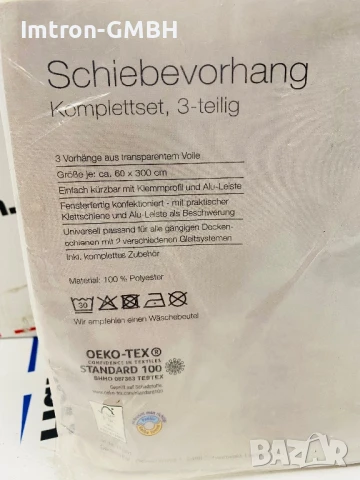 Imtron-GMBH
Schiebevorhang
Komplettset, 3-teilig
3 Vorhänge aus transparentem Voile
Größe je: ca. 60 x 300 cm
Einfach kürzbar mit Klemmprofil und Alu-Leiste
Fensterfertig konfektioniert - mit praktischer
Klettschiene und Alu-Leiste als Beschwerung
Universell passend für alle gängigen Decken-
schienen mit 2 verschiedenen Gleitsystemen
Inkl. komplettes Zubehör
Material: 100 % Polyester
30
Wir empfehlen einen Wäschebeutel
OEKO-TEX®
CONFIDENCE IN TEXTILES
STANDARD 100
TESTEX
Geprüft auf Schadstoffe.
bazar